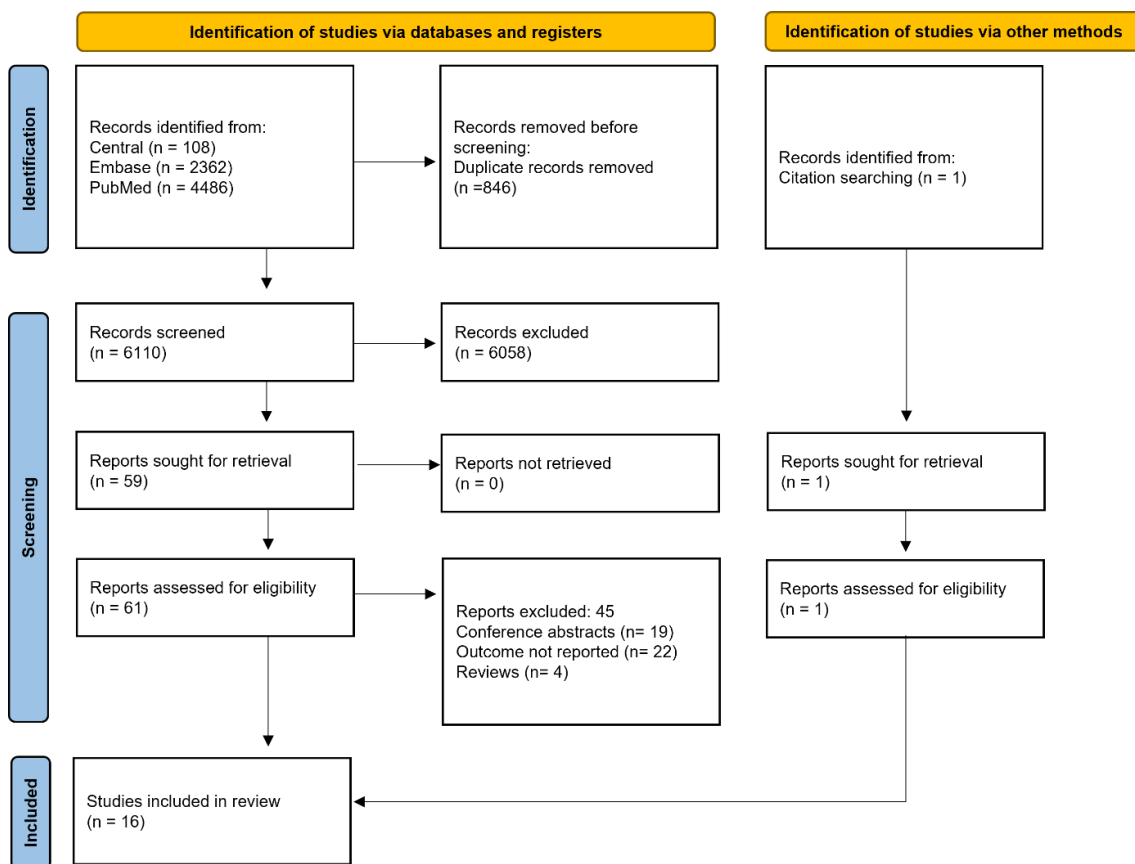 Identification of studies via databases and registers
Identification of studies via other methods
Identification
Records identified from:
Central (n = 108)
Embase (n = 2362)
PubMed (n = 4486)
Records removed before
screening:
Duplicate records removed
(n =846)
Records identified from:
Citation searching (n = 1)
Screening
Records screened
(n = 6110)
Records excluded
(n = 6058)
Reports sought for retrieval
(n = 59)
Reports not retrieved
(n = 0)
Reports sought for retrieval
(n = 1)
Reports assessed for eligibility
(n = 61)
Reports excluded: 45
Conference abstracts (n= 19)
Outcome not reported (n= 22)
Reviews (n= 4)
Reports assessed for eligibility
(n = 1)
Included
Studies included in review
(n = 16)